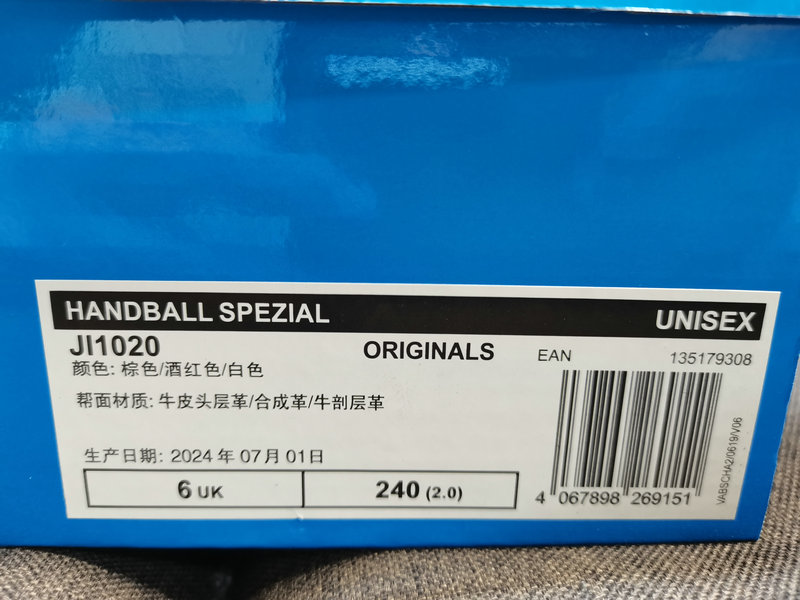 HANDBALL SPEZIAL
UNISEX
JI1020
ORIGINALS
EAN
135179308
颜色: 棕色/酒红色/白色
帮面材质: 牛皮头层革/合成革/牛剖层革
生产日期: 2024 年 07 月 01 日
6 UK
240 (2.0)
4 067898 269151
VABSCHA2/0619/V06